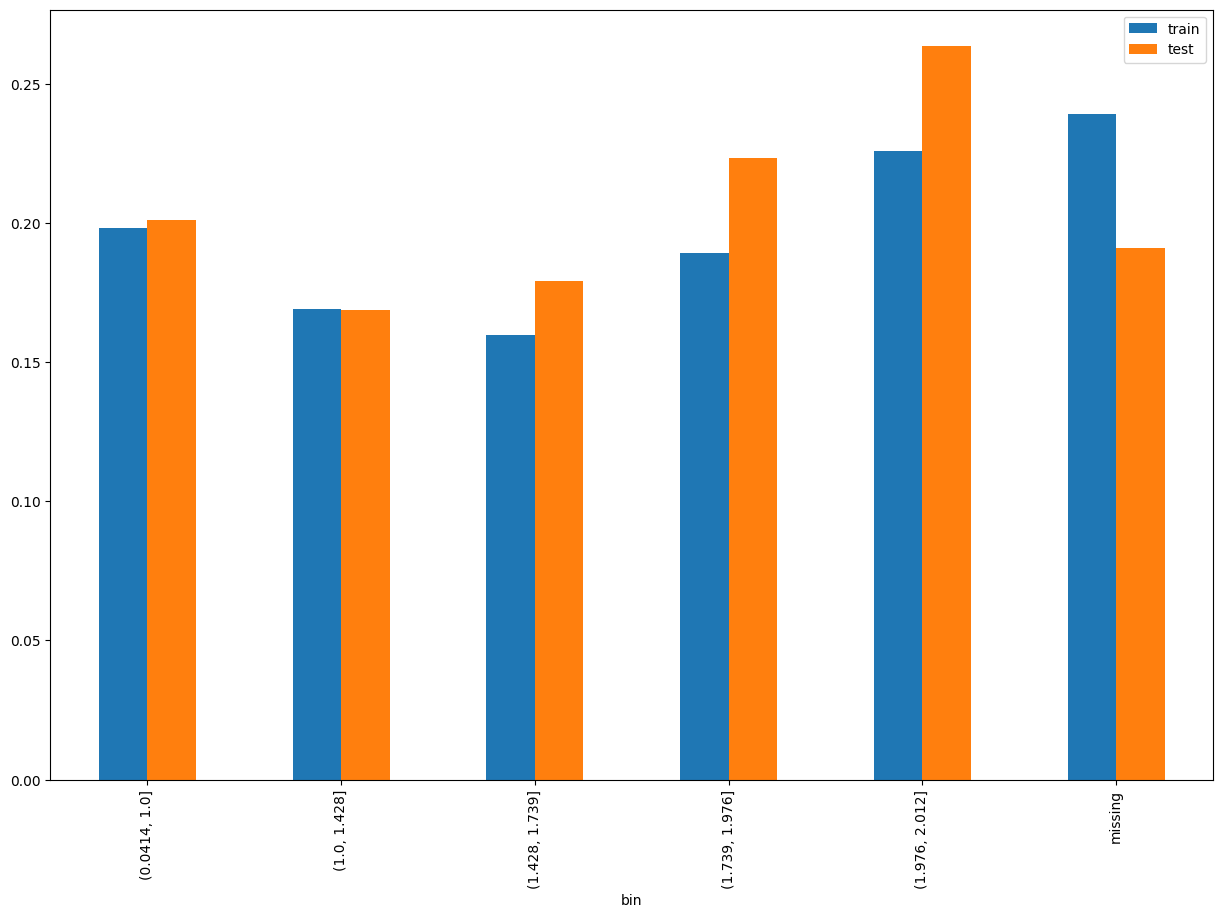 train
test
0.25
0.20
0.15
0.10
0.05
0.00
(0.0414, 1.0]
(1.0, 1.428]
(1.428, 1.739]
(1.739, 1.976]
(1.976, 2.012]
missing
bin